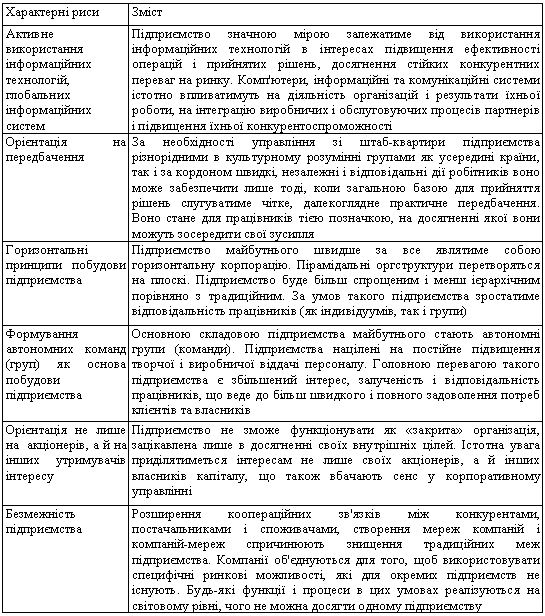 Характерні риси
Зміст
Активне
використання
інформаційних
технологій,
глобальних
інформаційних
систем
Підприємство значною мірою залежатиме від використання
інформаційних технологій в інтересах підвищення ефективності
операцій і прийнятих рішень, досягнення стійких конкурентних
переваг на ринку. Комп'ютери, інформаційні та комунікаційні системи
істотно впливатимуть на діяльність організацій і результати їхньої
роботи, на інтеграцію виробничих і обслуговуючих процесів партнерів
і підвищення їхньої конкурентоспроможності
Орієнтація на
передбачення
За необхідності управління зі штаб-квартири підприємства
різнорідними в культурному розумінні групами як усередині країни,
так і за кордоном швидкі, незалежні і відповідальні дії робітників воно
може забезпечити лише тоді, коли загальною базою для прийняття
рішень слугуватиме чітке, далекоглядне практичне передбачення.
Воно стане для працівників тією позначкою, на досягненні якої вони
можуть зосередити свої зусилля
Горизонтальні
принципи побудови
підприємства
Підприємство майбутнього швидше за все являтиме собою
горизонтальну корпорацію. Пірамідальні оргструктури перетворяться
на плоскі. Підприємство буде більш спрощеним і менш ієрархічним
порівняно з традиційним. За умов такого підприємства зростатиме
відповідальність працівників (як індивідуумів, так і групи)
Формування
автономних команд
(груп) як основа
побудови
підприємства
Основною складовою підприємства майбутнього стають автономні
групи (команди). Підприємства націлені на постійне підвищення
творчої і виробничої віддачі персоналу. Головною перевагою такого
підприємства є збільшений інтерес, залученість і відповідальність
працівників, що веде до більш швидкого і повного задоволення потреб
клієнтів та власників
Орієнтація не лише
на акціонерів, а й на
інших утримувачів
інтересу
Підприємство не зможе функціонувати як «закрита» організація,
зацікавлена лише в досягненні своїх внутрішніх цілей. Істотна увага
приділятиметься інтересам не лише своїх акціонерів, а й інших
власників капіталу, що також вбачають сенс у корпоративному
управлінні
Безмежність
підприємства
Розширення коопераційних зв'язків між конкурентами,
постачальниками і споживачами, створення мереж компаній і
компаній-мереж спричинюють знищення традиційних меж
підприємства. Компанії об'єднуються для того, щоб використовувати
специфічні ринкові можливості, які для окремих підприємств не
існують. Будь-які функції і процеси в цих умовах реалізуються на
світовому рівні, чого не можна досягти одному підприємству